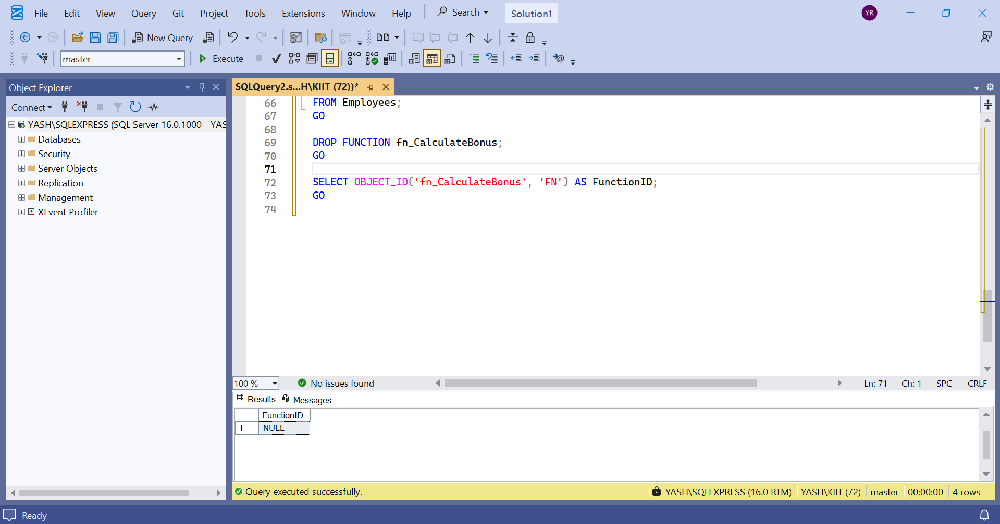 File Edit View Query Git Project Tools Extensions Window Help Search Solution1 YR
New Query
master Execute
Object Explorer
Connect
YASH\SQLEXPRESS (SQL Server 16.0.1000 - YAS
Databases
Security
Server Objects
Replication
Management
XEvent Profiler
SQLQuery2.s...H\KIIT (72))*
66 FROM Employees;
67 GO
68
69 DROP FUNCTION fn_CalculateBonus;
70 GO
71
72 SELECT OBJECT_ID('fn_CalculateBonus', 'FN') AS FunctionID;
73 GO
74
100 % No issues found Ln: 71 Ch: 1 SPC CRLF
Results Messages
FunctionID
1 NULL
Query executed successfully. YASH\SQLEXPRESS (16.0 RTM) YASH\KIIT (72) master 00:00:00 4 rows
Ready